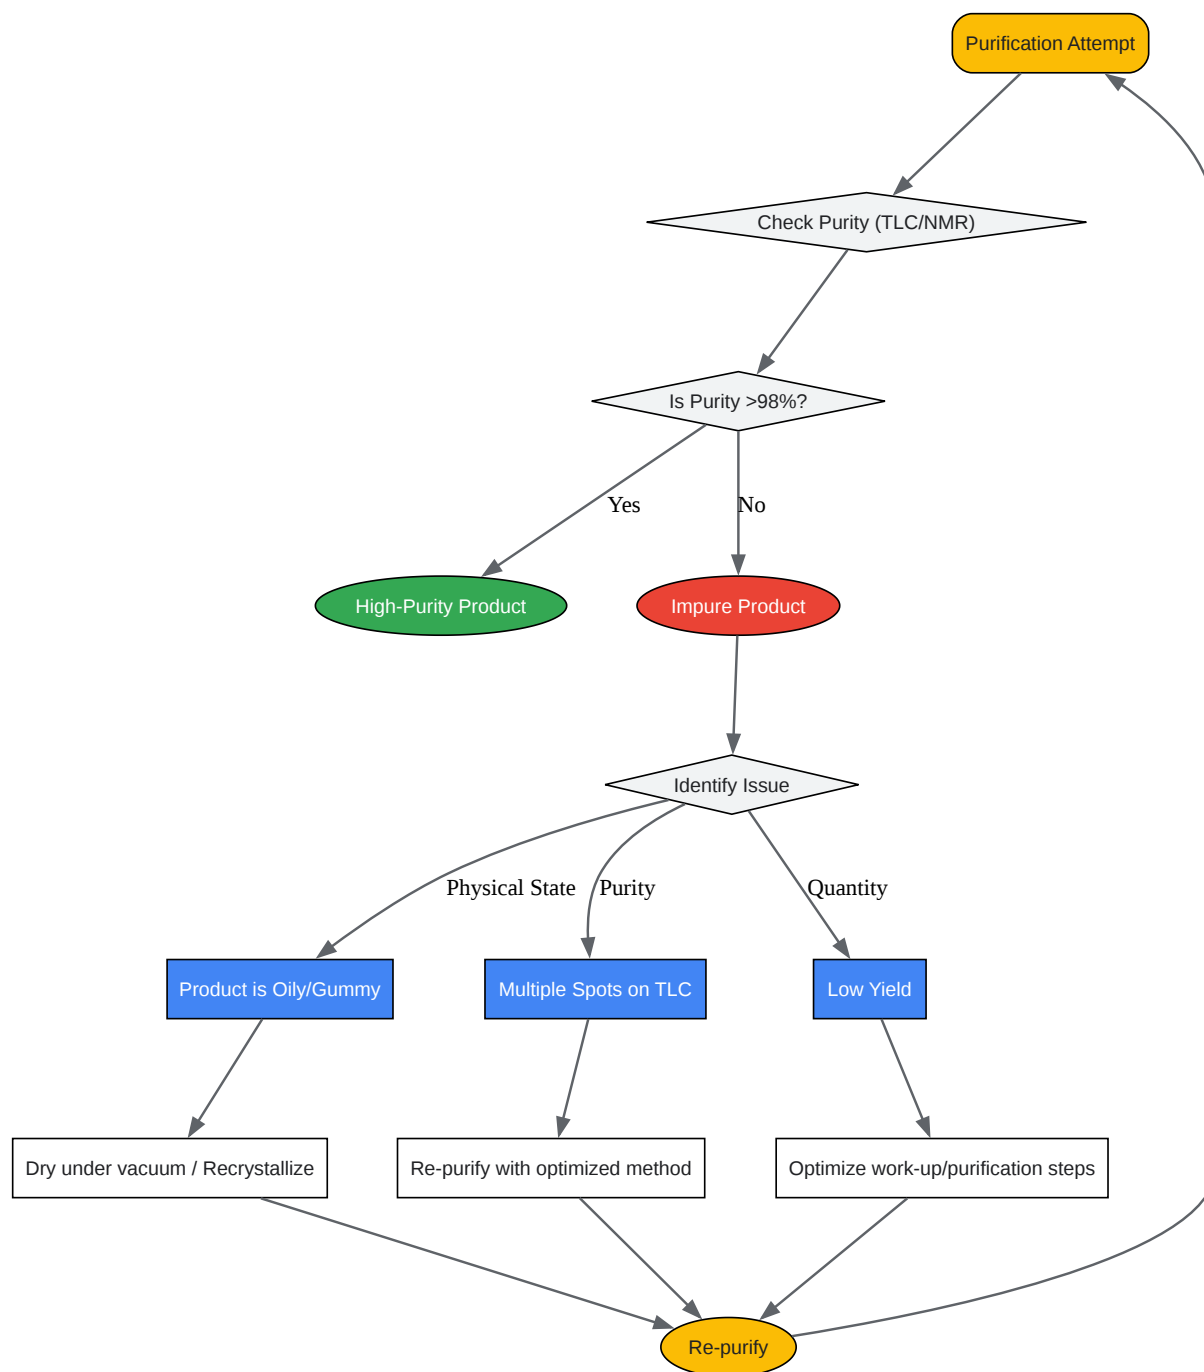 Purification Attempt
Check Purity (TLC/NMR)
Is Purity >98%?
Yes
No
High-Purity Product
Impure Product
Identify Issue
Physical State
Purity
Quantity
Product is Oily/Gummy
Multiple Spots on TLC
Low Yield
Dry under vacuum / Recrystallize
Re-purify with optimized method
Optimize work-up/purification steps
Re-purify